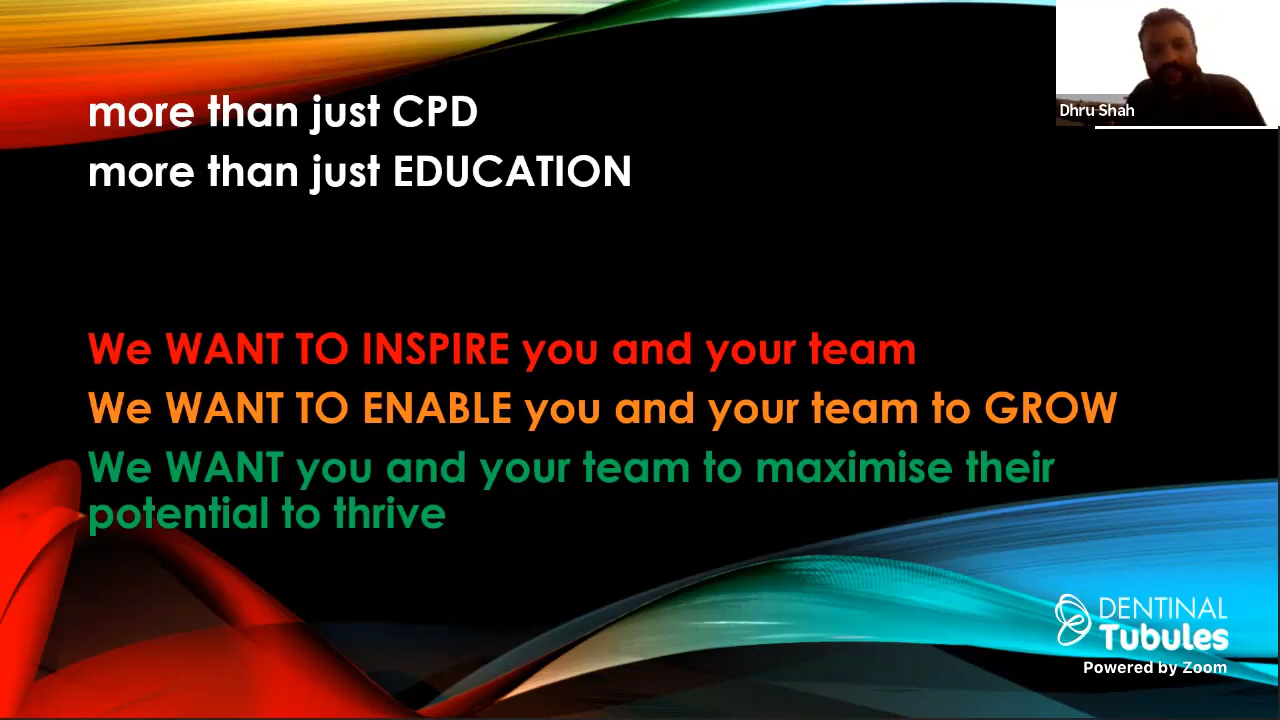 more than just CPD
more than just EDUCATION
Dhru Shah
We WANT TO INSPIRE you and your team
We WANT TO ENABLE you and your team to GROW
We WANT you and your team to maximise their
potential to thrive
DENTINAL
Tubules
Powered by Zoom